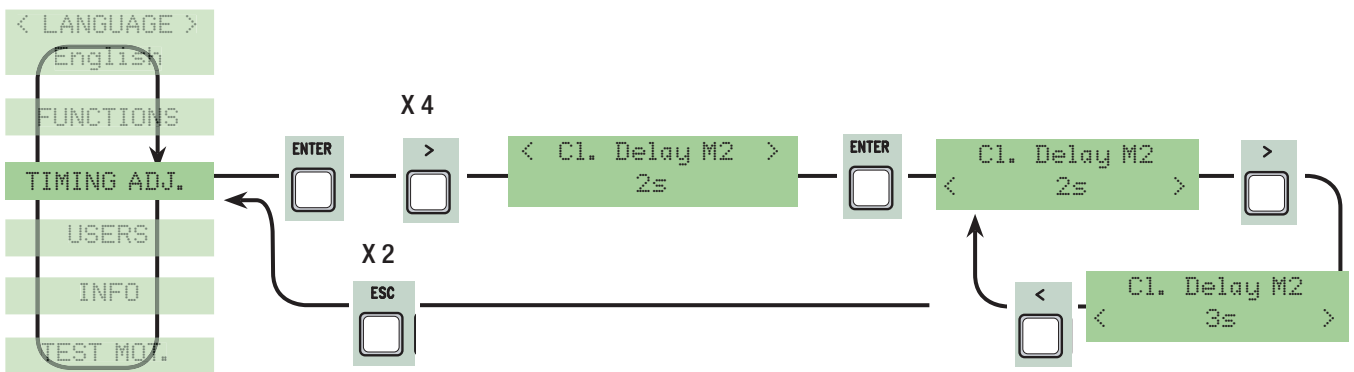 < LANGUAGE >
English
FUNCTIONS
TIMING ADJ.
USERS
INFO
TEST MOT.
ENTER
X 4
>
< Cl. Delay M2 >
2s
ENTER
Cl. Delay M2
< 2s >
>
Cl. Delay M2
< 3s >
<
X 2
ESC